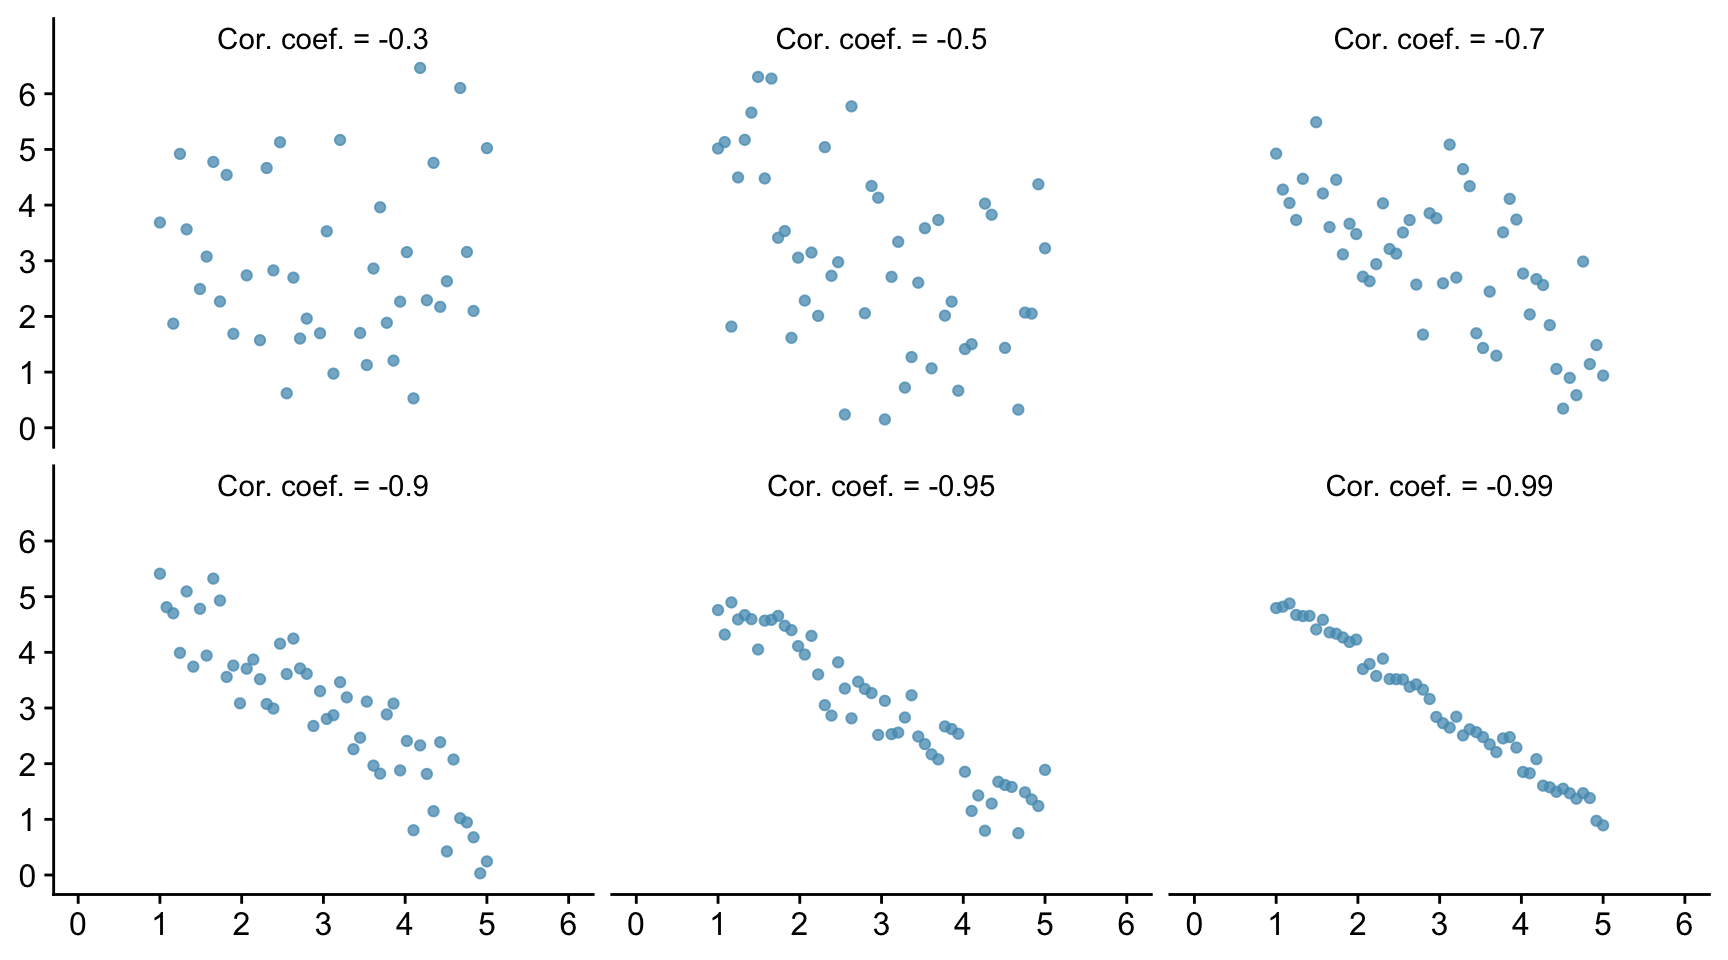 Cor. coef. = -0.3
Cor. coef. = -0.5
Cor. coef. = -0.7
6
5
4
3
2
1
0
Cor. coef. = -0.9
Cor. coef. = -0.95
Cor. coef. = -0.99
6
5
4
3
2
1
0
0 1 2 3 4 5 6
0 1 2 3 4 5 6
0 1 2 3 4 5 6